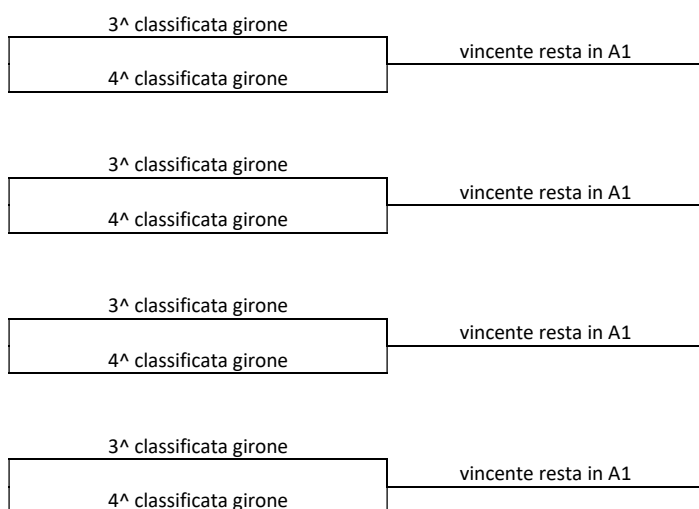 3^ classificata girone
vincente resta in A1
4^ classificata girone
3^ classificata girone
vincente resta in A1
4^ classificata girone
3^ classificata girone
vincente resta in A1
4^ classificata girone
3^ classificata girone
vincente resta in A1
4^ classificata girone